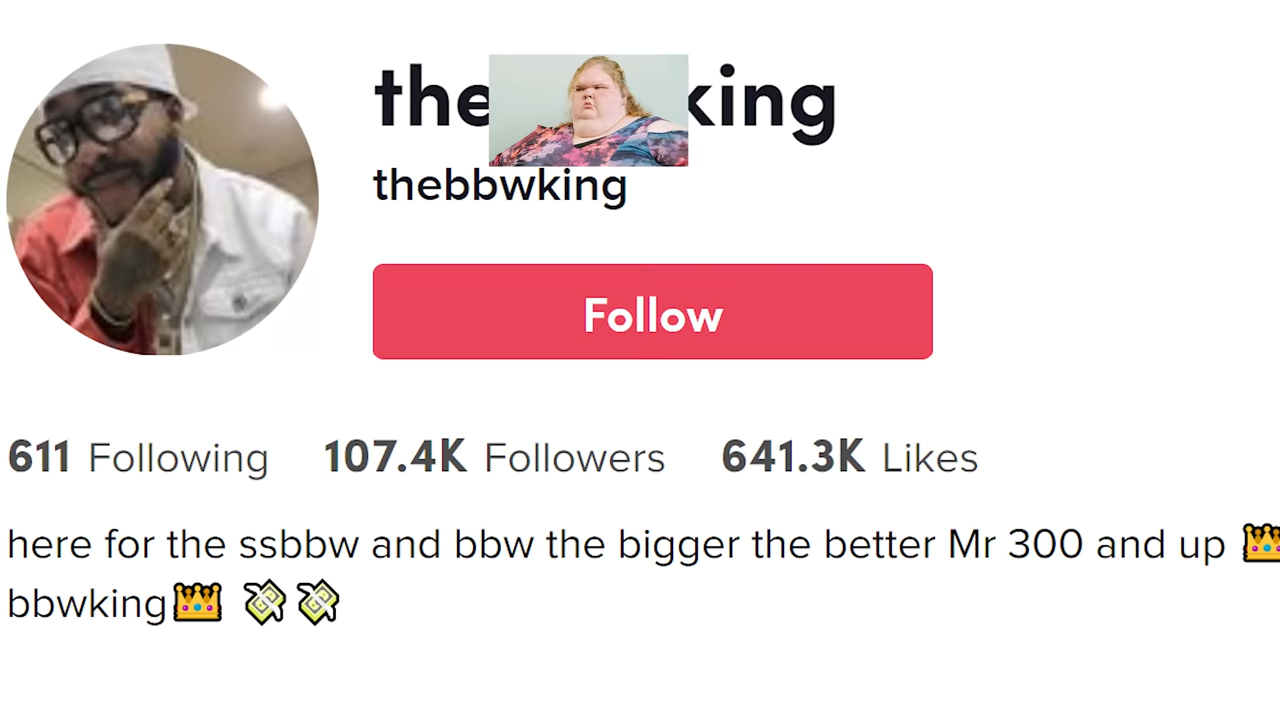 the king
thebbwking
Follow
611 Following 107.4K Followers 641.3K Likes
here for the ssbbw and bbw the bigger the better Mr 300 and up 👑
bbwking👑 💸💸